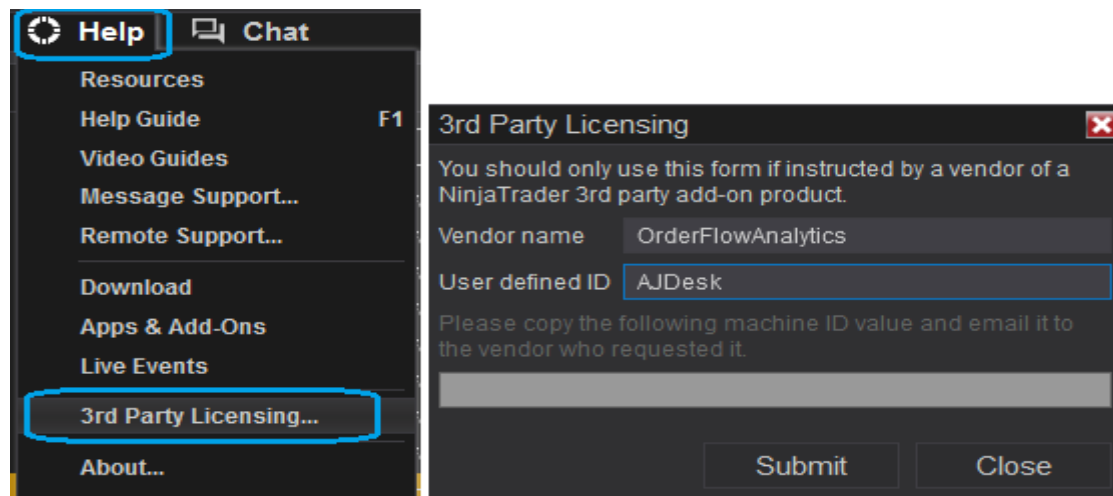 Help Chat
Resources
Help Guide F1
Video Guides
Message Support...
Remote Support...
Download
Apps & Add-Ons
Live Events
3rd Party Licensing...
About...
3rd Party Licensing
You should only use this form if instructed by a vendor of a
NinjaTrader 3rd party add-on product.
Vendor name OrderFlowAnalytics
User defined ID AJDesk
Please copy the following machine ID value and email it to
the vendor who requested it.
Submit Close